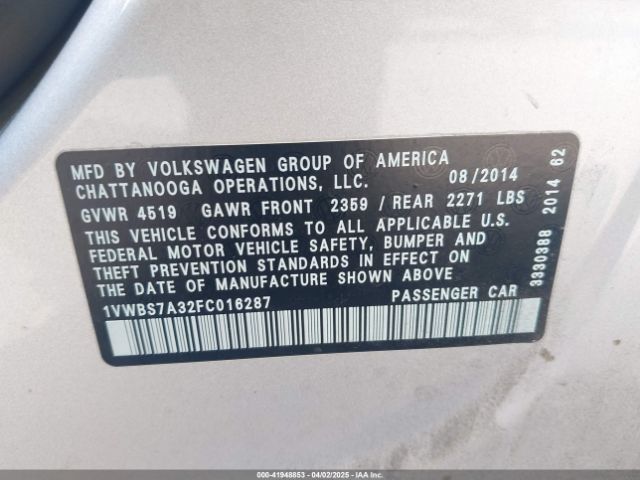 MFD BY VOLKSWAGEN GROUP OF AMERICA
CHATTANOOGA OPERATIONS, LLC. 08/2014
GVWR 4519 GAWR FRONT 2359 / REAR 2271 LBS
THIS VEHICLE CONFORMS TO ALL APPLICABLE U.S.
FEDERAL MOTOR VEHICLE SAFETY, BUMPER AND
THEFT PREVENTION STANDARDS IN EFFECT ON
THE DATE OF MANUFACTURE SHOWN ABOVE
1VWBS7A32FC016287 PASSENGER CAR
3330388 2014 62
000-41948853 - 04/02/2025 - IAAI.CA